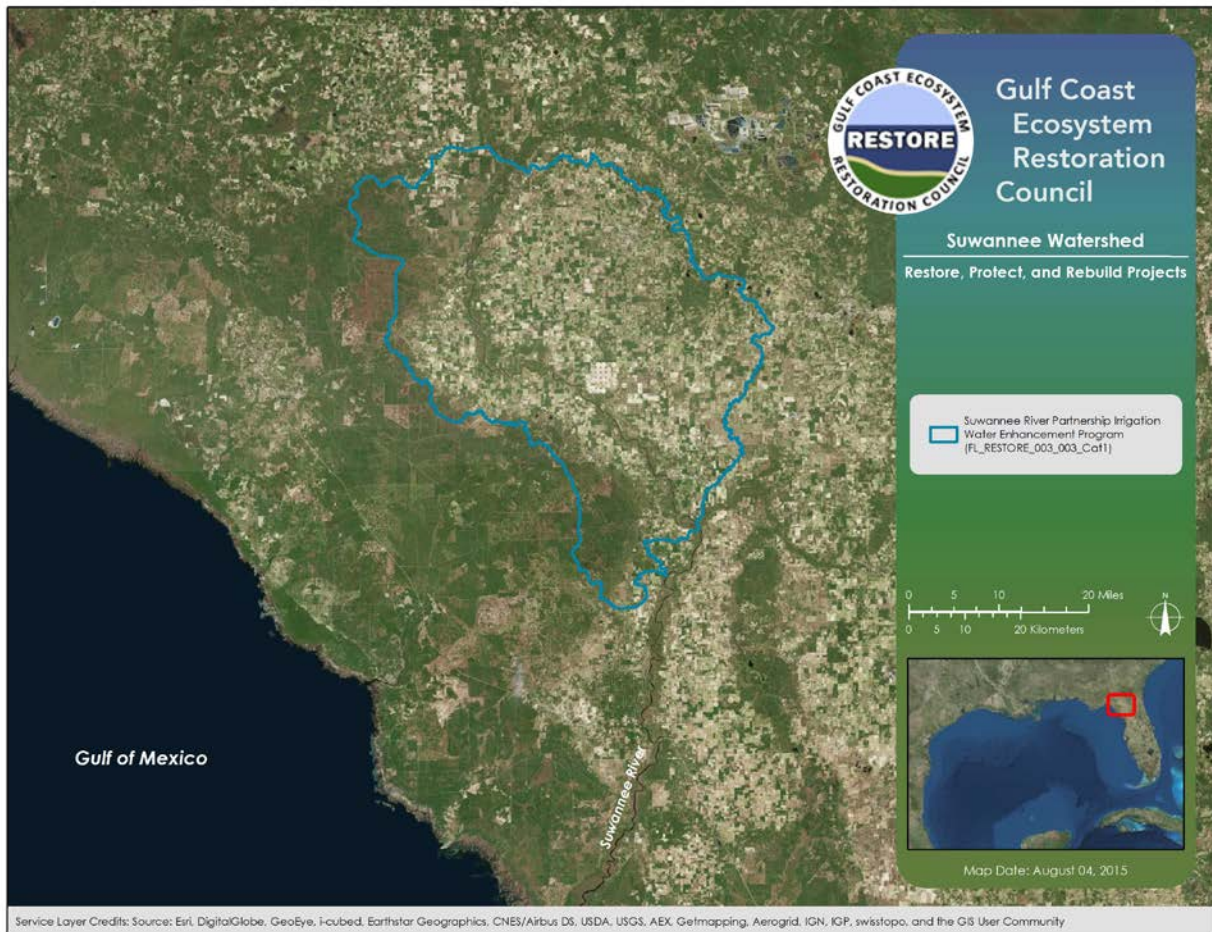 GULF COAST ECOSYSTEM
RESTORE
RESTORATION COUNCIL
Gulf Coast
Ecosystem
Restoration
Council
Suwannee Watershed
Restore, Protect, and Rebuild Projects
Suwannee River Partnership Irrigation
Water Enhancement Program
(FL_RESTORE_003_003_Cat1)
0 5 10 20 Miles
0 5 10 20 Kilometers
N
Gulf of Mexico
Suwannee River
Map Date: August 04, 2015
Service Layer Credits: Source: Esri, DigitalGlobe, GeoEye, i-cubed, Earthstar Geographics, CNES/Airbus DS, USDA, USGS, AEX, Getmapping, Aerogrid, IGN, IGP, swisstopo, and the GIS User Community